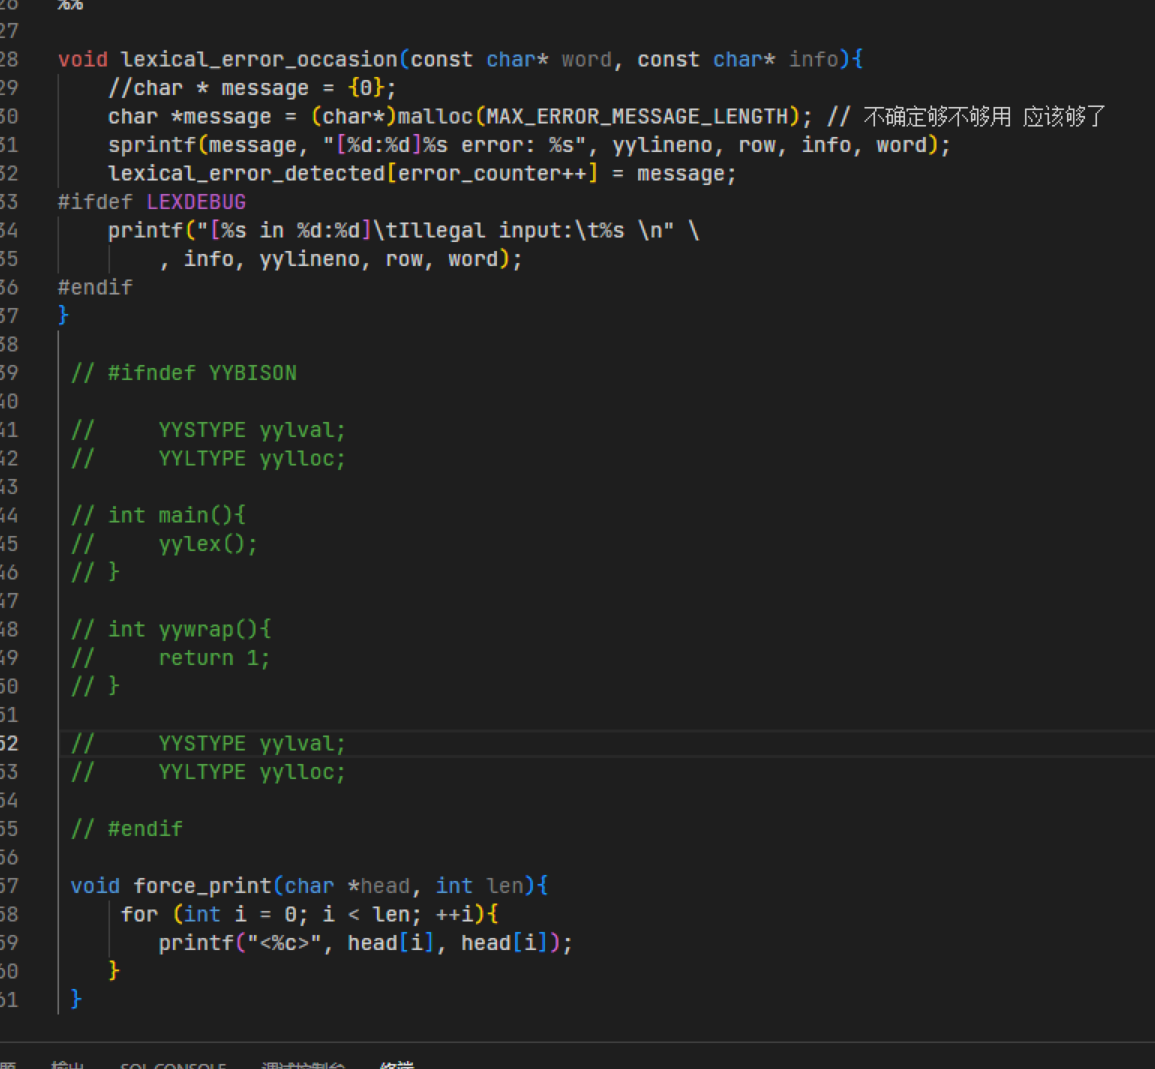 26 %%
27
28 void lexical_error_occasion(const char* word, const char* info){
29 //char * message = {0};
30 char *message = (char*)malloc(MAX_ERROR_MESSAGE_LENGTH); // 不确定够不够用 应该够了
31 sprintf(message, "[%d:%d]%s error: %s", yylineno, row, info, word);
32 lexical_error_detected[error_counter++] = message;
33 #ifdef LEXDEBUG
34 printf("[%s in %d:%d]\tIllegal input:\t%s \n" \
35 , info, yylineno, row, word);
36 #endif
37 }
38
39 // #ifndef YYBISON
40
41 // YYSTYPE yylval;
42 // YYLTYPE yylloc;
43
44 // int main(){
45 // yylex();
46 // }
47
48 // int yywrap(){
49 // return 1;
50 // }
51
52 // YYSTYPE yylval;
53 // YYLTYPE yylloc;
54
55 // #endif
56
57 void force_print(char *head, int len){
58 for (int i = 0; i < len; ++i){
59 printf("<%c>", head[i], head[i]);
60 }
61 }
题 输出 SQL CONSOLE 调试控制台 终端